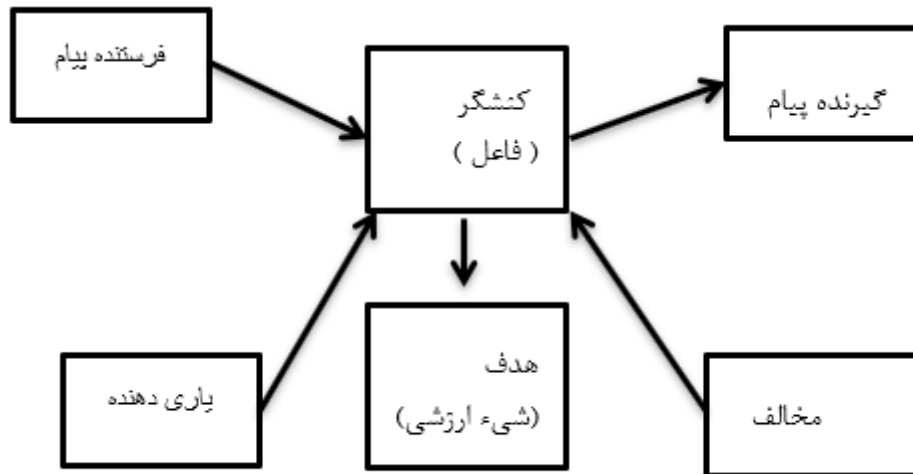 فرستنده پیام
کنشگر
( فاعل )
گیرنده پیام
یاری دهنده
هدف
(شیء ارزشی)
مخالف